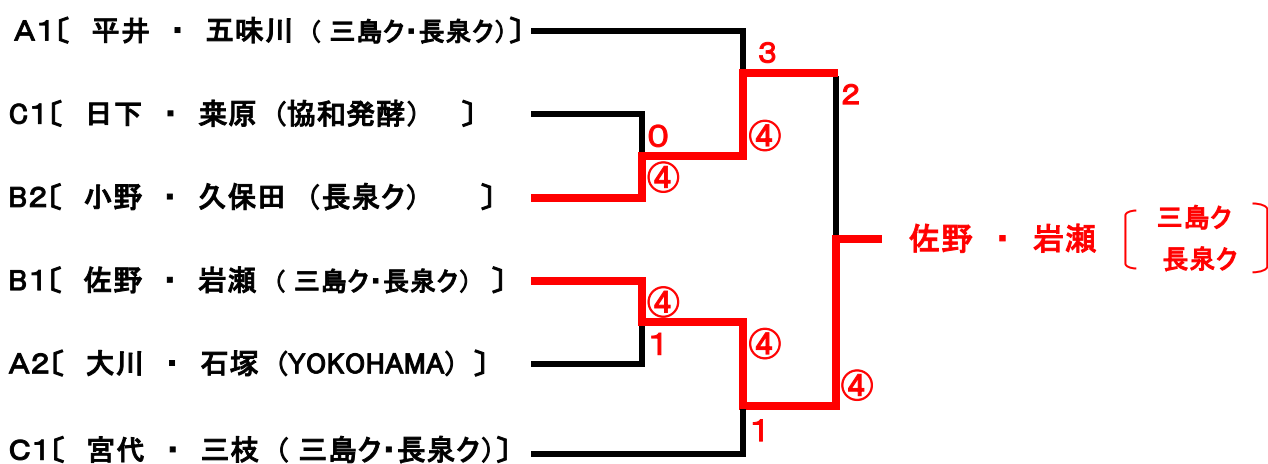 A1〔 平井 ・ 五味川 （ 三島ク・長泉ク）〕
3
2
C1〔 日下 ・ 桒原 （協和発酵） 〕
0
④
④
B2〔 小野 ・ 久保田 （長泉ク） 〕
佐野 ・ 岩瀬
三島ク
長泉ク
B1〔 佐野 ・ 岩瀬 （ 三島ク・長泉ク） 〕
④
1
④
A2〔 大川 ・ 石塚 （YOKOHAMA） 〕
④
1
C1〔 宮代 ・ 三枝 （ 三島ク・長泉ク）〕